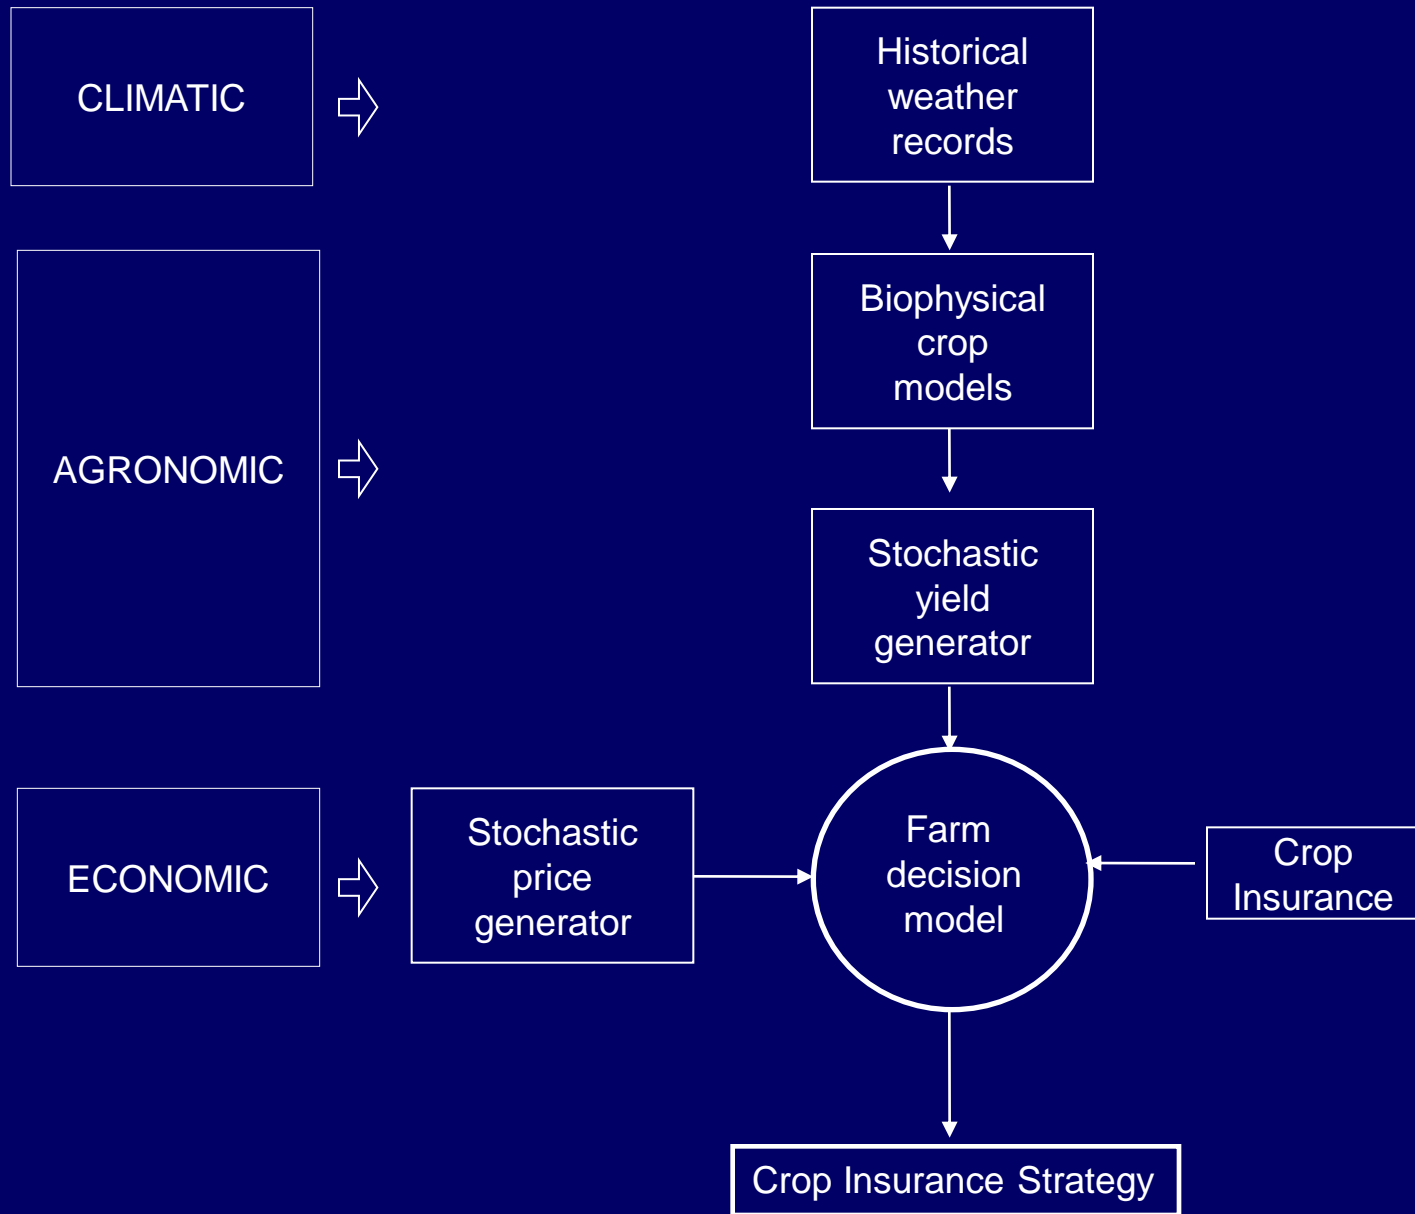 CLIMATIC
Historical
weather
records
Biophysical
crop
models
AGRONOMIC
Stochastic
yield
generator
ECONOMIC
Stochastic
price
generator
Farm
decision
model
Crop
Insurance
Crop Insurance Strategy